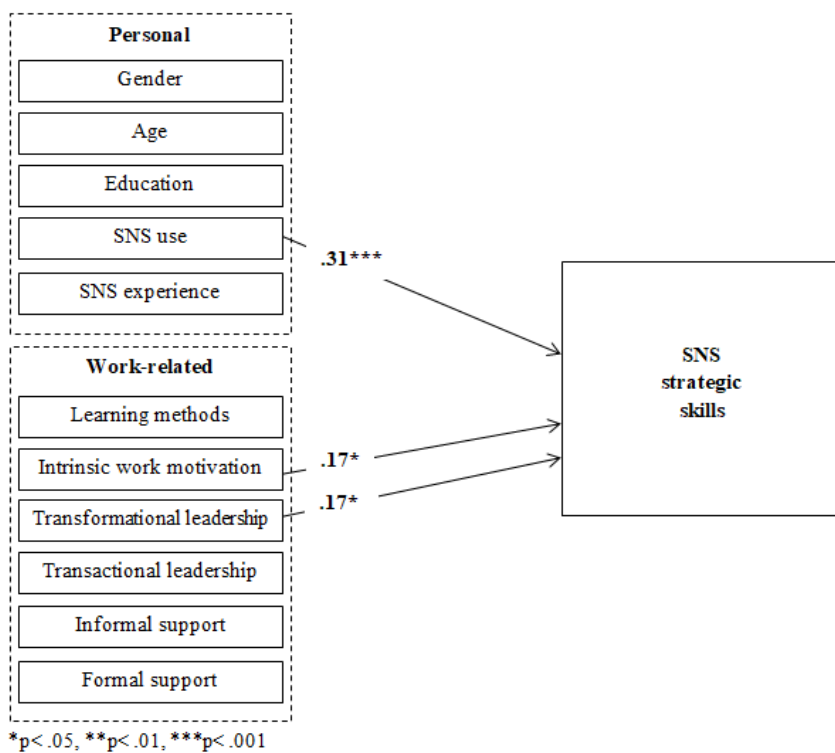 Personal
Gender
Age
Education
SNS use
SNS experience
.31***
Work-related
Learning methods
Intrinsic work motivation
Transformational leadership
Transactional leadership
Informal support
Formal support
.17*
.17*
SNS
strategic
skills
*p<.05, **p<.01, ***p<.001